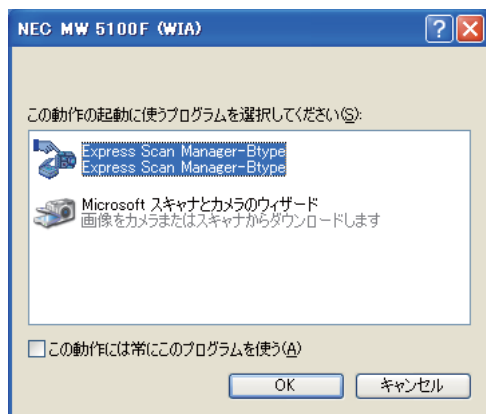 NEC MW 5100F (WIA)
この動作の起動に使うプログラムを選択してください(S):
Express Scan Manager-Btype
Express Scan Manager-Btype
Microsoft スキャナとカメラのウィザード
画像をカメラまたはスキャナからダウンロードします
この動作には常にこのプログラムを使う(A)
OK キャンセル